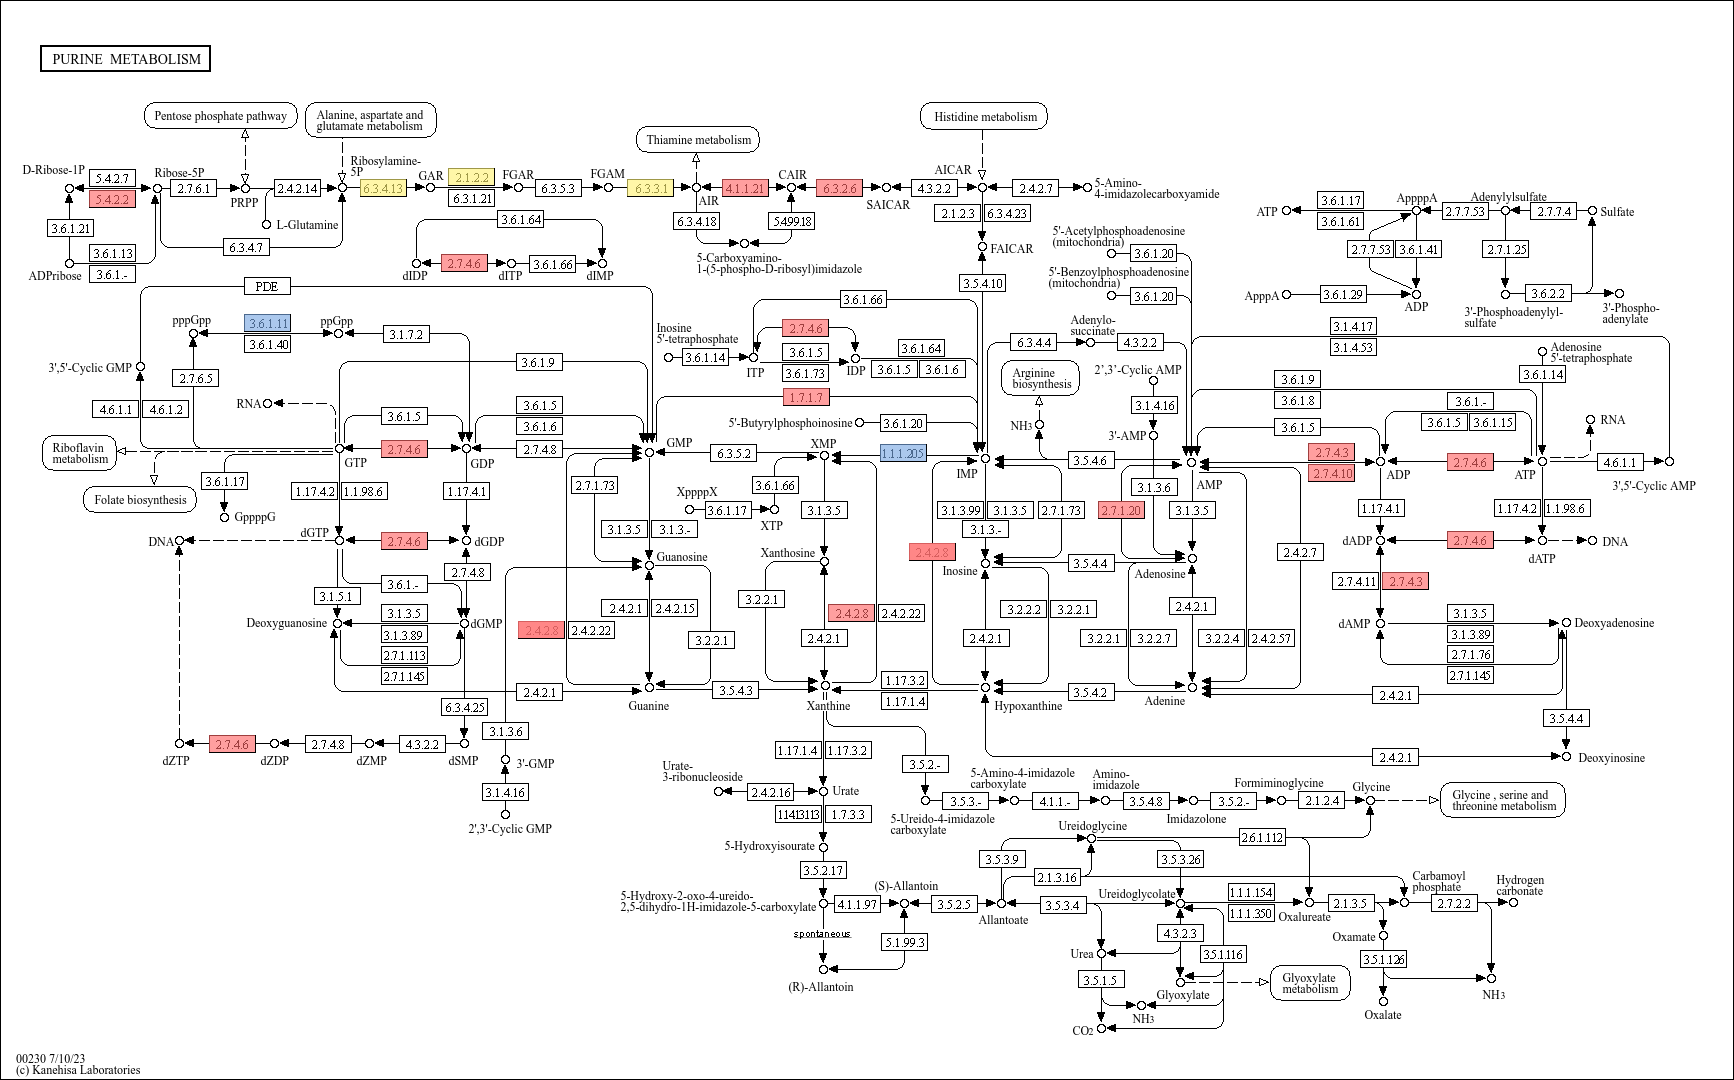 PURINE METABOLISM
Pentose phosphate pathway
Alanine, aspartate and
glutamate metabolism
Thiamine metabolism
Histidine metabolism
D-Ribose-1P
5.4.2.7
5.4.2.2
Ribose-5P
2.7.6.1
PRPP
2.4.2.14
Ribosylamine-
5P
6.3.4.13
GAR
2.1.2.2
6.3.1.21
FGAR
6.3.5.3
FGAM
6.3.3.1
AIR
4.1.1.21
CAIR
6.3.2.6
SAICAR
4.3.2.2
AICAR
2.4.2.7
5-Amino-
4-imidazolecarboxyamide
3.6.1.21
L-Glutamine
6.3.4.7
3.6.1.13
3.6.1.-
ADPribose
3.6.1.64
dIDP
2.7.4.6
dITP
3.6.1.66
dIMP
6.3.4.18
5.4.99.18
5-Carboxyamino-
1-(5-phospho-D-ribosyl)imidazole
2.1.2.3
6.3.4.23
FAICAR
3.5.4.10
5'-Acetylphosphoadenosine
(mitochondria)
3.6.1.20
5'-Benzoylphosphoadenosine
(mitochondria)
3.6.1.20
ATP
3.6.1.17
3.6.1.61
AppppA
2.7.7.53
Adenylylsulfate
2.7.7.4
Sulfate
2.7.7.53
3.6.1.41
2.7.1.25
ApppA
3.6.1.29
ADP
3.6.2.2
3'-Phosphoadenylyl-
sulfate
3'-Phospho-
adenylate
PDE
pppGpp
3.6.1.11
3.6.1.40
ppGpp
3.1.7.2
3',5'-Cyclic GMP
2.7.6.5
3.6.1.9
4.6.1.1
4.6.1.2
RNA
3.6.1.5
3.6.1.5
3.6.1.6
Inosine
5'-tetraphosphate
3.6.1.14
ITP
3.6.1.66
2.7.4.6
3.6.1.5
3.6.1.73
IDP
3.6.1.64
3.6.1.5
3.6.1.6
1.7.1.7
5'-Butyrylphosphoinosine
3.6.1.20
Adenylo-
succinate
6.3.4.4
4.3.2.2
Arginine
biosynthesis
NH3
2',3'-Cyclic AMP
3.1.4.16
3'-AMP
3.1.4.17
3.1.4.53
Adenosine
5'-tetraphosphate
3.6.1.14
3.6.1.9
3.6.1.8
3.6.1.5
3.6.1.-
3.6.1.5
3.6.1.15
RNA
Riboflavin
metabolism
GTP
2.7.4.6
GDP
2.7.4.8
GMP
6.3.5.2
XMP
1.1.1.205
IMP
3.5.4.6
AMP
2.7.4.3
2.7.4.10
ADP
2.7.4.6
ATP
4.6.1.1
3',5'-Cyclic AMP
Folate biosynthesis
3.6.1.17
GppppG
1.17.4.2
1.1.98.6
1.17.4.1
2.7.1.73
XppppX
3.6.1.17
3.6.1.66
XTP
3.1.3.5
3.1.3.5
3.1.3.-
3.1.3.99
3.1.3.5
3.1.3.-
2.7.1.73
3.1.3.6
2.7.1.20
3.1.3.5
1.17.4.1
1.17.4.2
1.1.98.6
DNA
dGTP
2.7.4.6
dGDP
Guanosine
Xanthosine
2.4.2.8
Inosine
3.5.4.4
Adenosine
2.4.2.7
dADP
2.7.4.6
dATP
DNA
2.7.4.8
3.6.1.-
3.1.5.1
2.7.4.11
2.7.4.3
Deoxyguanosine
3.1.3.5
3.1.3.89
2.7.1.113
2.7.1.145
dGMP
2.4.2.8
2.4.2.22
2.4.2.1
2.4.2.15
3.2.2.1
3.2.2.1
2.4.2.8
2.4.2.22
2.4.2.1
2.4.2.1
3.2.2.2
3.2.2.1
3.2.2.1
3.2.2.7
2.4.2.1
3.2.2.4
2.4.2.57
dAMP
3.1.3.5
3.1.3.89
2.7.1.76
2.7.1.145
Deoxyadenosine
2.4.2.1
Guanine
3.5.4.3
Xanthine
1.17.3.2
1.17.1.4
Hypoxanthine
3.5.4.2
Adenine
2.4.2.1
3.5.4.4
6.3.4.25
dZTP
2.7.4.6
dZDP
2.7.4.8
dZMP
4.3.2.2
dSMP
3.1.3.6
3'-GMP
3.1.4.16
2',3'-Cyclic GMP
2.4.2.1
Deoxyinosine
1.17.1.4
1.17.3.2
3.5.2.-
Urate-
3-ribonucleoside
2.4.2.16
Urate
1.14.13.113
1.7.3.3
5-Ureido-4-imidazole
carboxylate
3.5.3.-
5-Amino-4-imidazole
carboxylate
4.1.1.-
Amino-
imidazole
3.5.4.8
Imidazolone
3.5.2.-
Formiminoglycine
2.1.2.4
Glycine
Glycine , serine and
threonine metabolism
5-Hydroxyisourate
3.5.2.17
Ureidoglycine
2.6.1.112
3.5.3.9
3.5.3.26
2.1.3.16
5-Hydroxy-2-oxo-4-ureido-
2,5-dihydro-1H-imidazole-5-carboxylate
4.1.1.97
(S)-Allantoin
3.5.2.5
Allantoate
3.5.3.4
Ureidoglycolate
1.1.1.154
1.1.1.350
Oxalureate
2.1.3.5
Carbamoyl
phosphate
2.7.2.2
Hydrogen
carbonate
spontaneous
5.1.99.3
(R)-Allantoin
Urea
4.3.2.3
3.5.1.116
3.5.1.5
Glyoxylate
Glyoxylate
metabolism
NH3
CO2
Oxamate
3.5.1.126
Oxalate
NH3
00230 7/10/23
(c) Kanehisa Laboratories